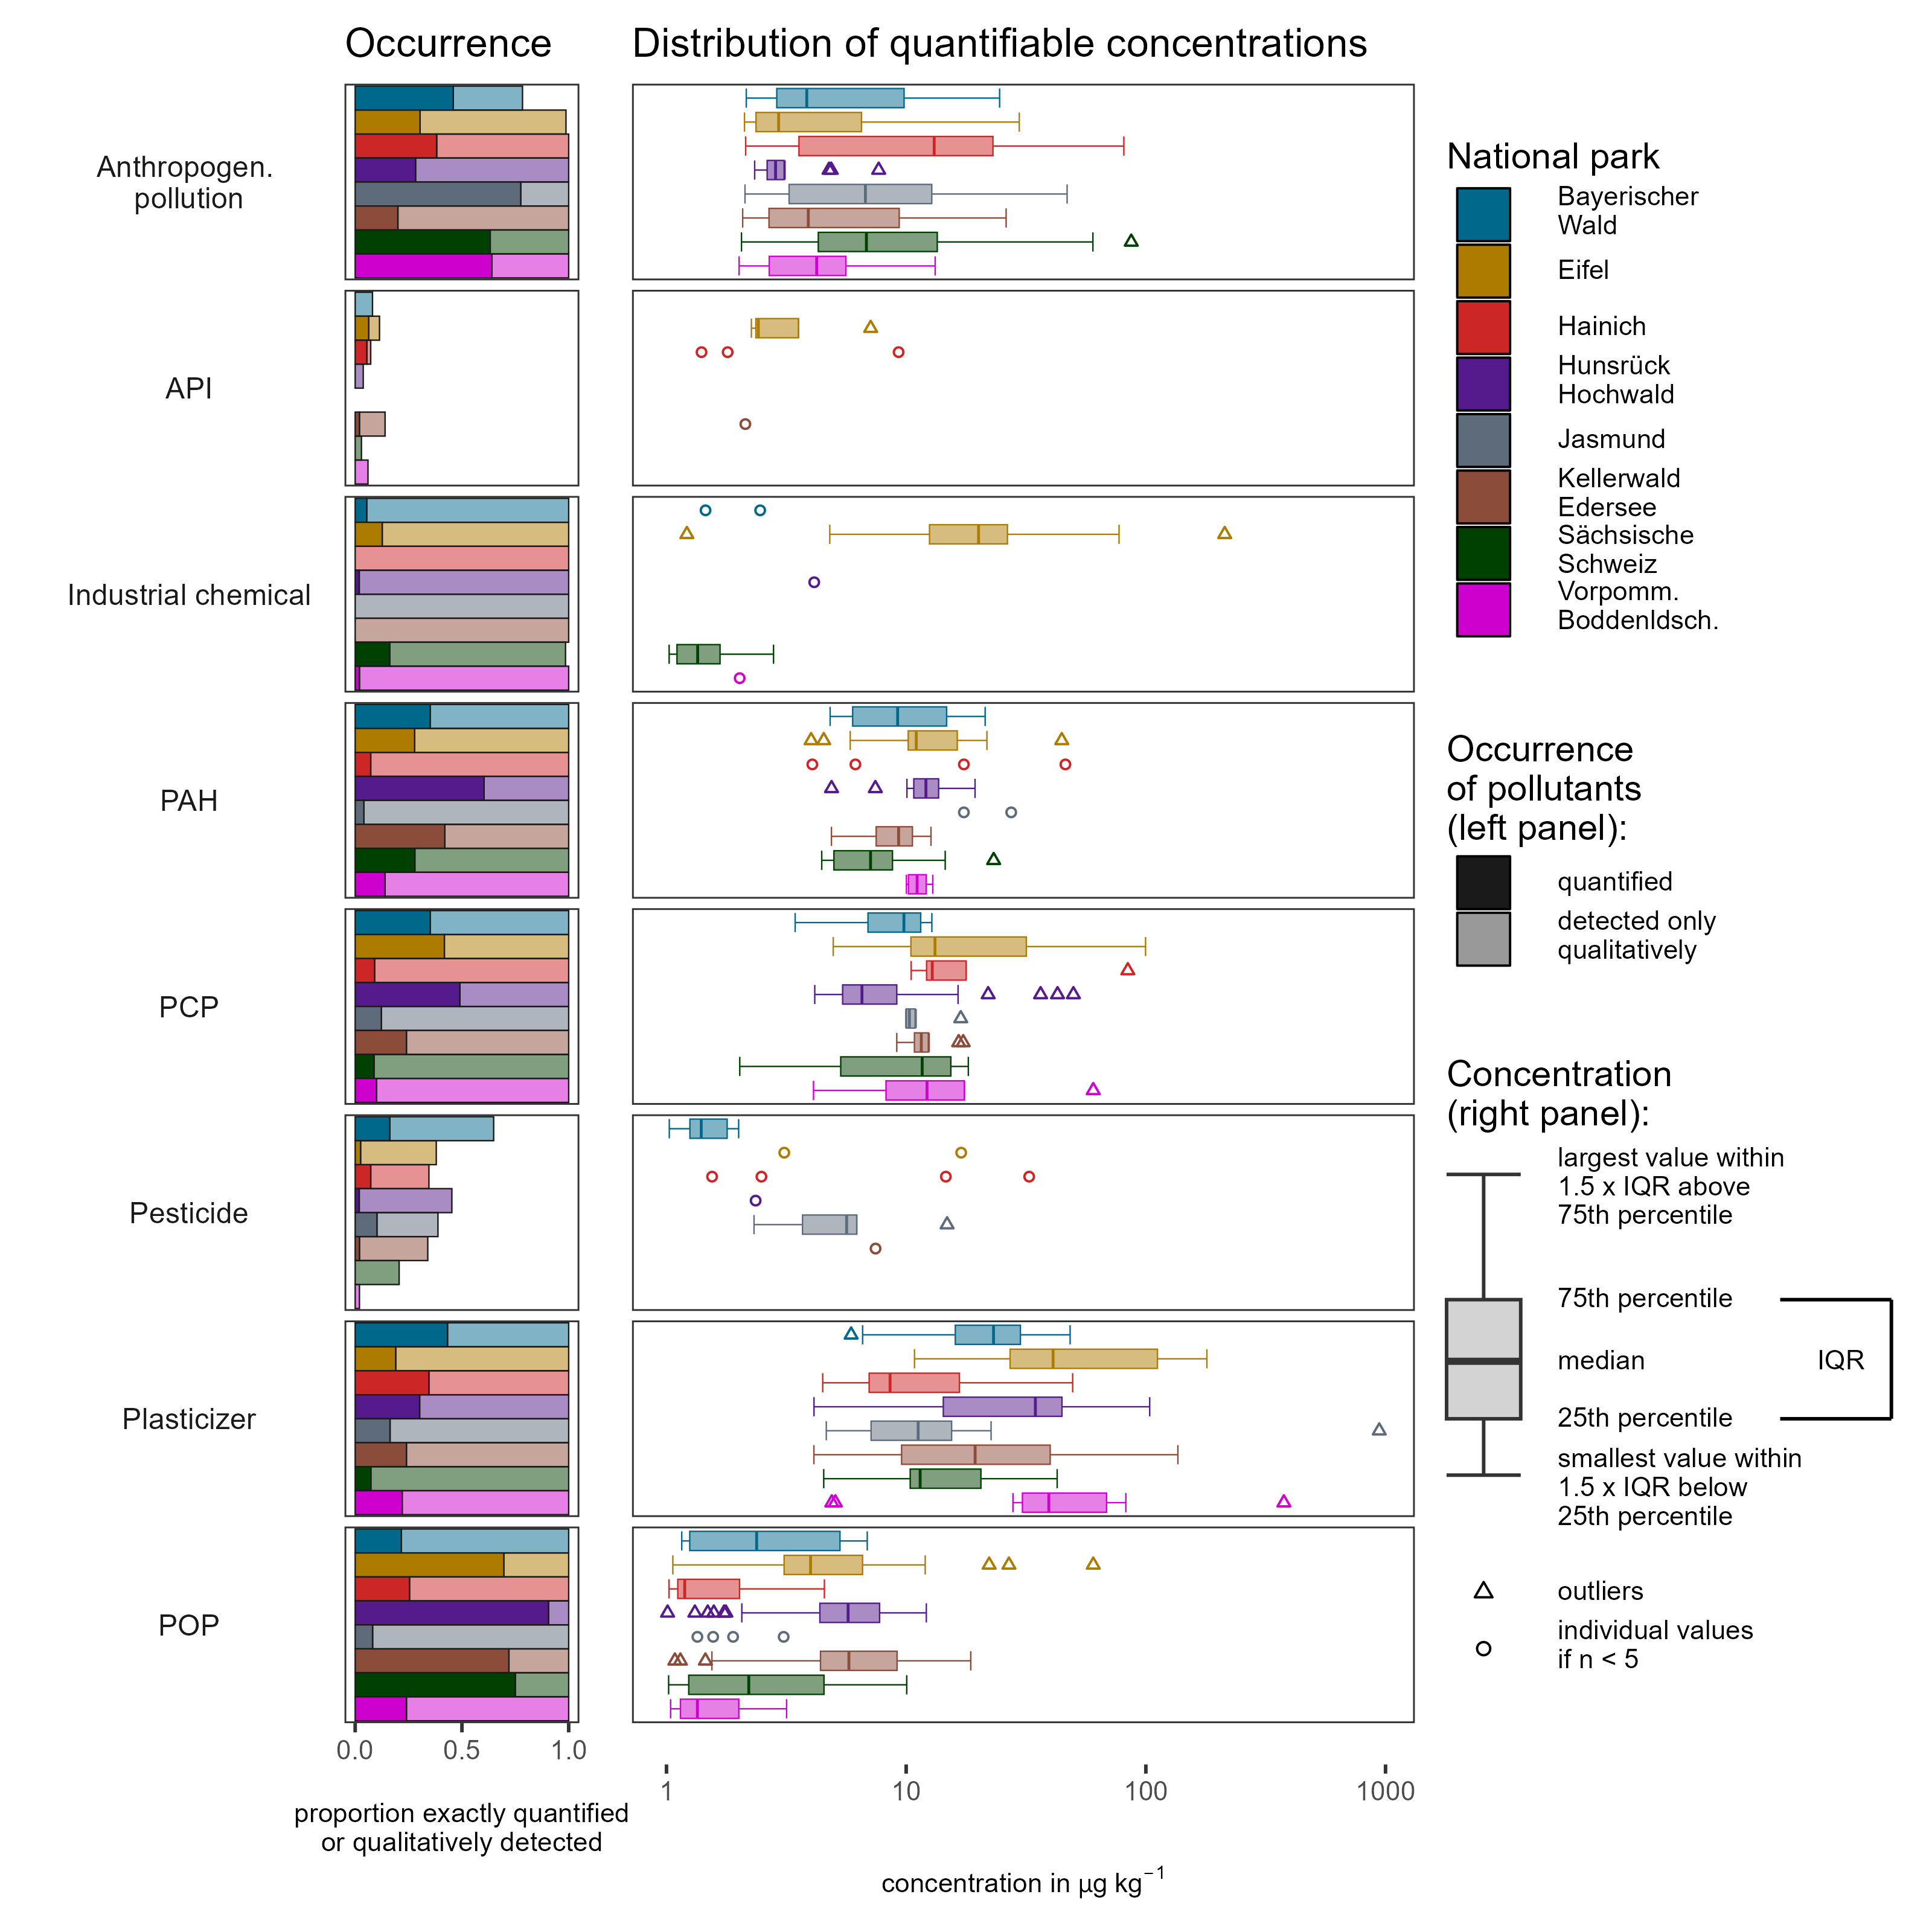 Occurrence
Distribution of quantifiable concentrations
Anthropogen.
pollution
API
Industrial chemical
PAH
PCP
Pesticide
Plasticizer
POP
0.0
0.5
1.0
proportion exactly quantified
or qualitatively detected
1
10
100
1000
concentration in µg kg⁻¹
National park
Bayerischer
Wald
Eifel
Hainich
Hunsrück
Hochwald
Jasmund
Kellerwald
Edersee
Sächsische
Schweiz
Vorpomm.
Boddenldsch.
Occurrence
of pollutants
(left panel):
quantified
detected only
qualitatively
Concentration
(right panel):
largest value within
1.5 x IQR above
75th percentile
75th percentile
median
IQR
25th percentile
smallest value within
1.5 x IQR below
25th percentile
outliers
individual values
if n < 5